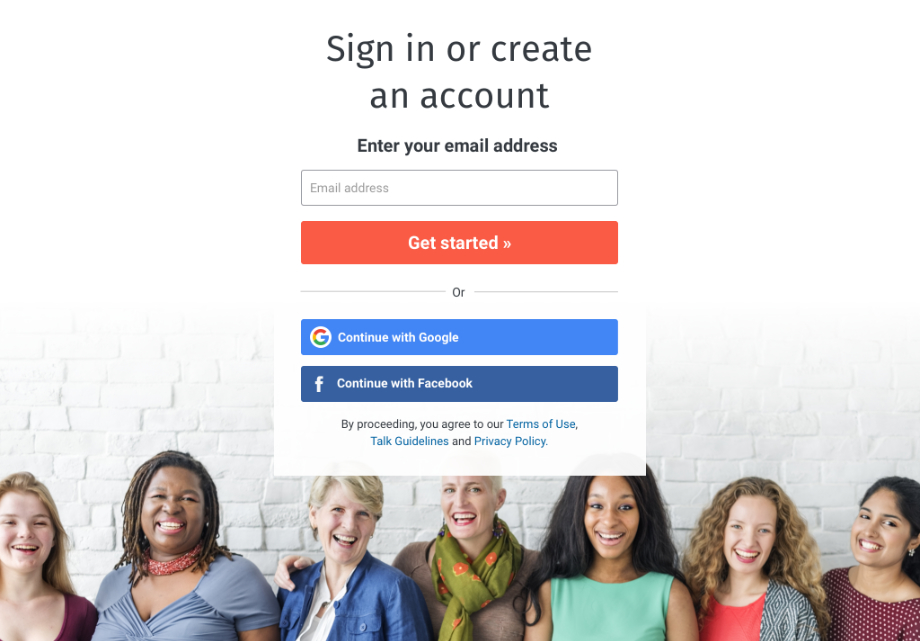 Sign in or create
an account
Enter your email address
Email address
Get started »
Or
Continue with Google
Continue with Facebook
By proceeding, you agree to our Terms of Use,
Talk Guidelines and Privacy Policy.